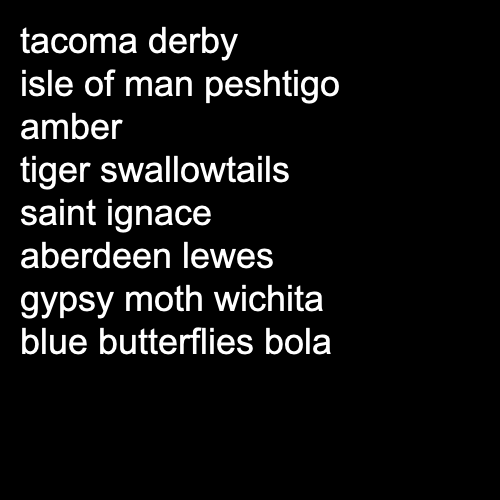 tacoma derby
isle of man peshtigo
amber
tiger swallowtails
saint ignace
aberdeen lewes
gypsy moth wichita
blue butterflies bola